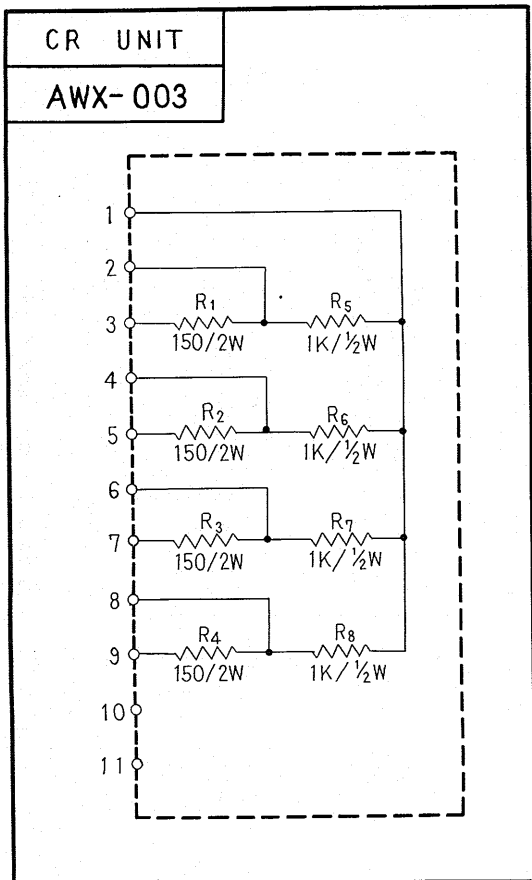 CR UNIT
AWX-003
1
2
R1 R5
3
150/2W 1K/½W
4
R2 R6
5
150/2W 1K/½W
6
R3 R7
7
150/2W 1K/½W
8
R4 R8
9
150/2W 1K/½W
10
11